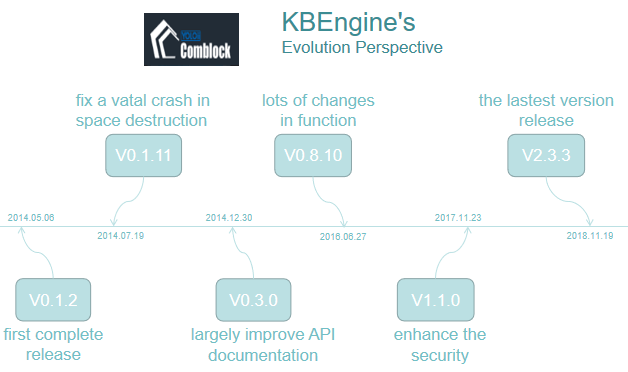 KBEngine's
Evolution Perspective
Comblock
fix a vatal crash in
space destruction
lots of changes
in function
the lastest version
release
V0.1.11
V0.8.10
V2.3.3
2014.05.06
2014.12.30
2017.11.23
2014.07.19
2016.06.27
2018.11.19
V0.1.2
V0.3.0
V1.1.0
first complete
release
largely improve API
documentation
enhance the
security